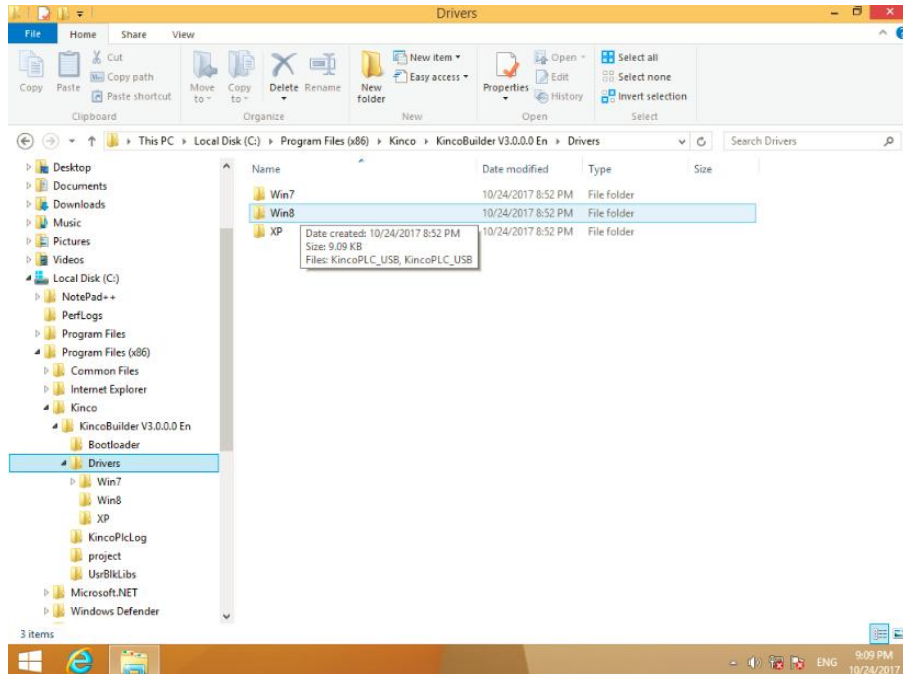 Drivers
File Home Share View
Copy
Paste
Cut
Copy path
Paste shortcut
Move to
Copy to
Delete
Rename
New folder
New item
Easy access
Properties
Open
Edit
History
Select all
Select none
Invert selection
Clipboard Organize New Open Select
This PC Local Disk (C:) Program Files (x86) Kinco KincoBuilder V3.0.0.0 En Drivers
Search Drivers
Desktop
Documents
Downloads
Music
Pictures
Videos
Local Disk (C:)
NotePad++
PerfLogs
Program Files
Program Files (x86)
Common Files
Internet Explorer
Kinco
KincoBuilder V3.0.0.0 En
Bootloader
Drivers
Win7
Win8
XP
KincoPlcLog
project
UsrBlkLibs
Microsoft.NET
Windows Defender
Name Date modified Type Size
Win7 10/24/2017 8:52 PM File folder
Win8 10/24/2017 8:52 PM File folder
XP 10/24/2017 8:52 PM File folder
Date created: 10/24/2017 8:52 PM
Size: 9.09 KB
Files: KincoPLC_USB, KincoPLC_USB
3 items
ENG
9:09 PM
10/24/2017